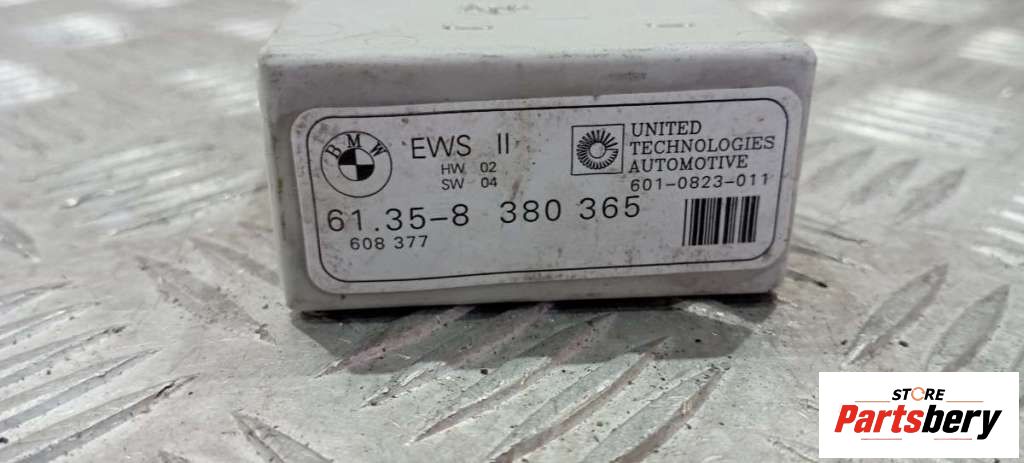 BMW
EWS II
HW 02
SW 04
UNITED
TECHNOLOGIES
AUTOMOTIVE
601-0823-011
61.35-8 380 365
608 377
STORE
Partsbery